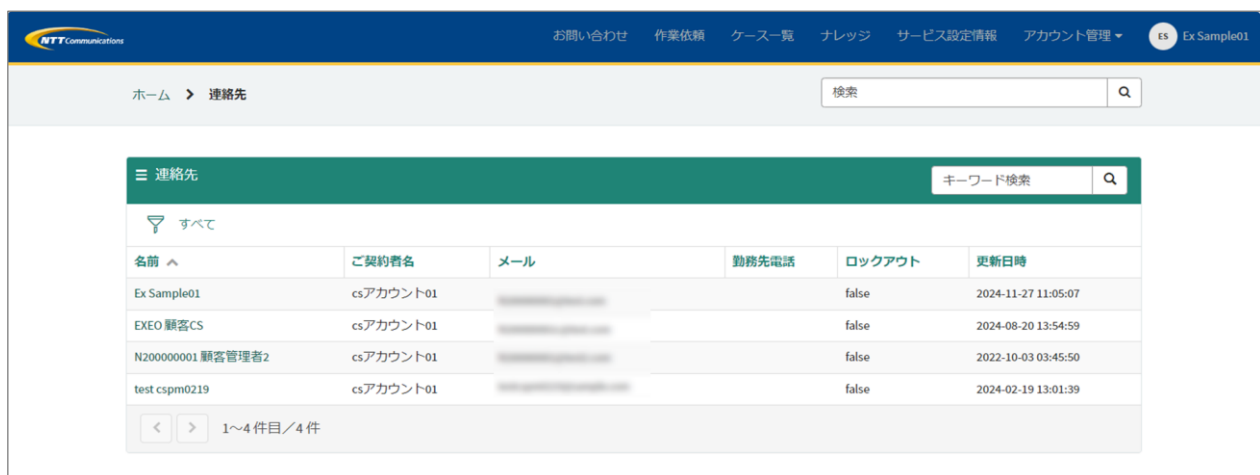 NTT Communications お問い合わせ 作業依頼 ケース一覧 ナレッジ サービス設定情報 アカウント管理 ES Ex Sample01
ホーム 連絡先 検索
連絡先 キーワード検索
すべて
名前 ご契約者名 メール 勤務先電話 ロックアウト 更新日時
Ex Sample01 csアカウント01 false 2024-11-27 11:05:07
EXEO 顧客CS csアカウント01 false 2024-08-20 13:54:59
N200000001 顧客管理者2 csアカウント01 false 2022-10-03 03:45:50
test cspm0219 csアカウント01 false 2024-02-19 13:01:39
1～4 件目／4 件